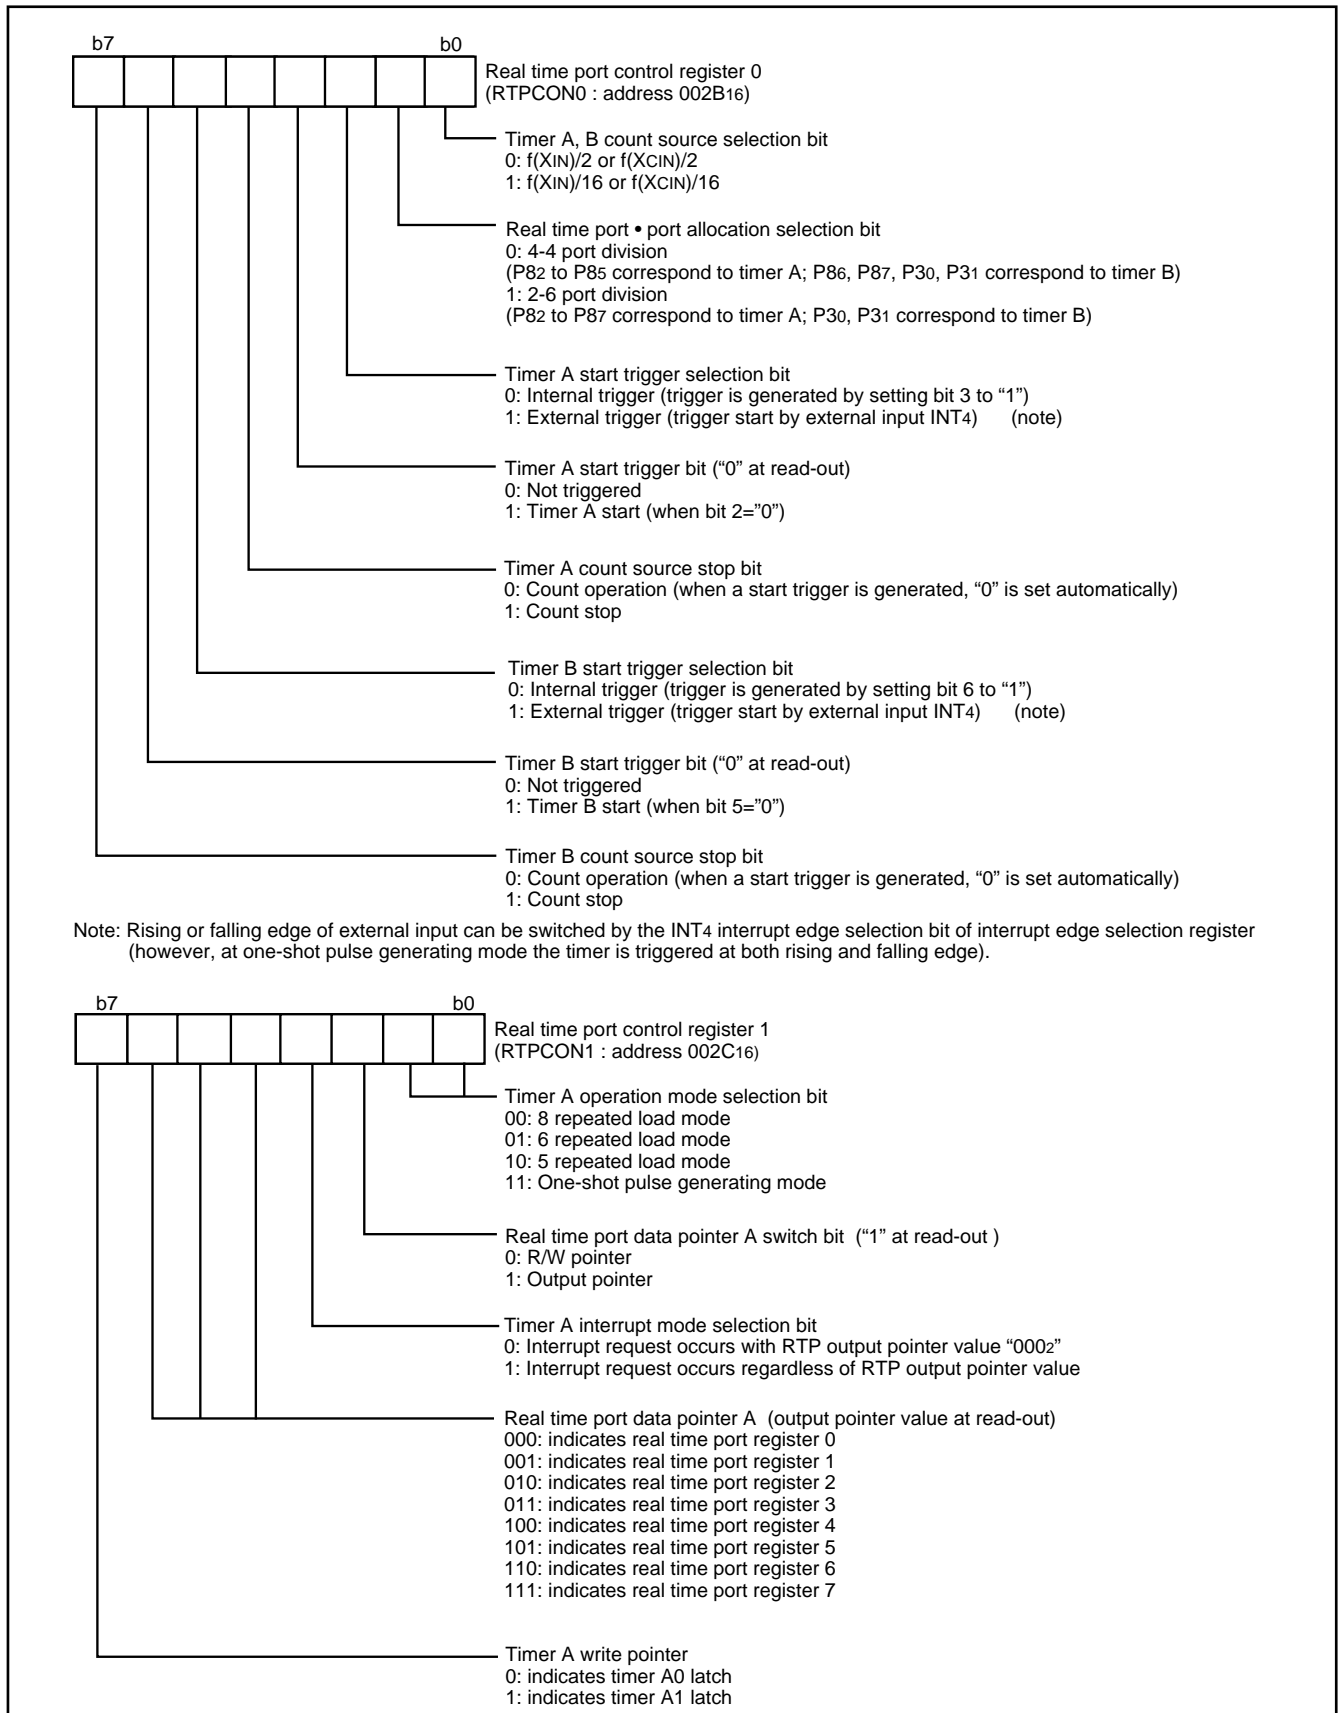 b7 b0
Real time port control register 0
(RTPCON0 : address 002B16)
Timer A, B count source selection bit
0: f(XIN)/2 or f(XCIN)/2
1: f(XIN)/16 or f(XCIN)/16
Real time port • port allocation selection bit
0: 4-4 port division
(P82 to P85 correspond to timer A; P86, P87, P30, P31 correspond to timer B)
1: 2-6 port division
(P82 to P87 correspond to timer A; P30, P31 correspond to timer B)
Timer A start trigger selection bit
0: Internal trigger (trigger is generated by setting bit 3 to “1”)
1: External trigger (trigger start by external input INT4) (note)
Timer A start trigger bit (“0” at read-out)
0: Not triggered
1: Timer A start (when bit 2=”0”)
Timer A count source stop bit
0: Count operation (when a start trigger is generated, “0” is set automatically)
1: Count stop
Timer B start trigger selection bit
0: Internal trigger (trigger is generated by setting bit 6 to “1”)
1: External trigger (trigger start by external input INT4) (note)
Timer B start trigger bit (“0” at read-out)
0: Not triggered
1: Timer B start (when bit 5=”0”)
Timer B count source stop bit
0: Count operation (when a start trigger is generated, “0” is set automatically)
1: Count stop
Note: Rising or falling edge of external input can be switched by the INT4 interrupt edge selection bit of interrupt edge selection register
(however, at one-shot pulse generating mode the timer is triggered at both rising and falling edge).
b7 b0
Real time port control register 1
(RTPCON1 : address 002C16)
Timer A operation mode selection bit
00: 8 repeated load mode
01: 6 repeated load mode
10: 5 repeated load mode
11: One-shot pulse generating mode
Real time port data pointer A switch bit (“1” at read-out )
0: R/W pointer
1: Output pointer
Timer A interrupt mode selection bit
0: Interrupt request occurs with RTP output pointer value “0002”
1: Interrupt request occurs regardless of RTP output pointer value
Real time port data pointer A (output pointer value at read-out)
000: indicates real time port register 0
001: indicates real time port register 1
010: indicates real time port register 2
011: indicates real time port register 3
100: indicates real time port register 4
101: indicates real time port register 5
110: indicates real time port register 6
111: indicates real time port register 7
Timer A write pointer
0: indicates timer A0 latch
1: indicates timer A1 latch